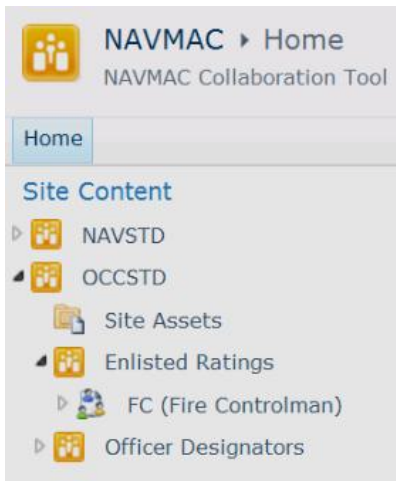 NAVMAC ▸ Home
NAVMAC Collaboration Tool
Home
Site Content
NAVSTD
OCCSTD
Site Assets
Enlisted Ratings
FC (Fire Controlman)
Officer Designators